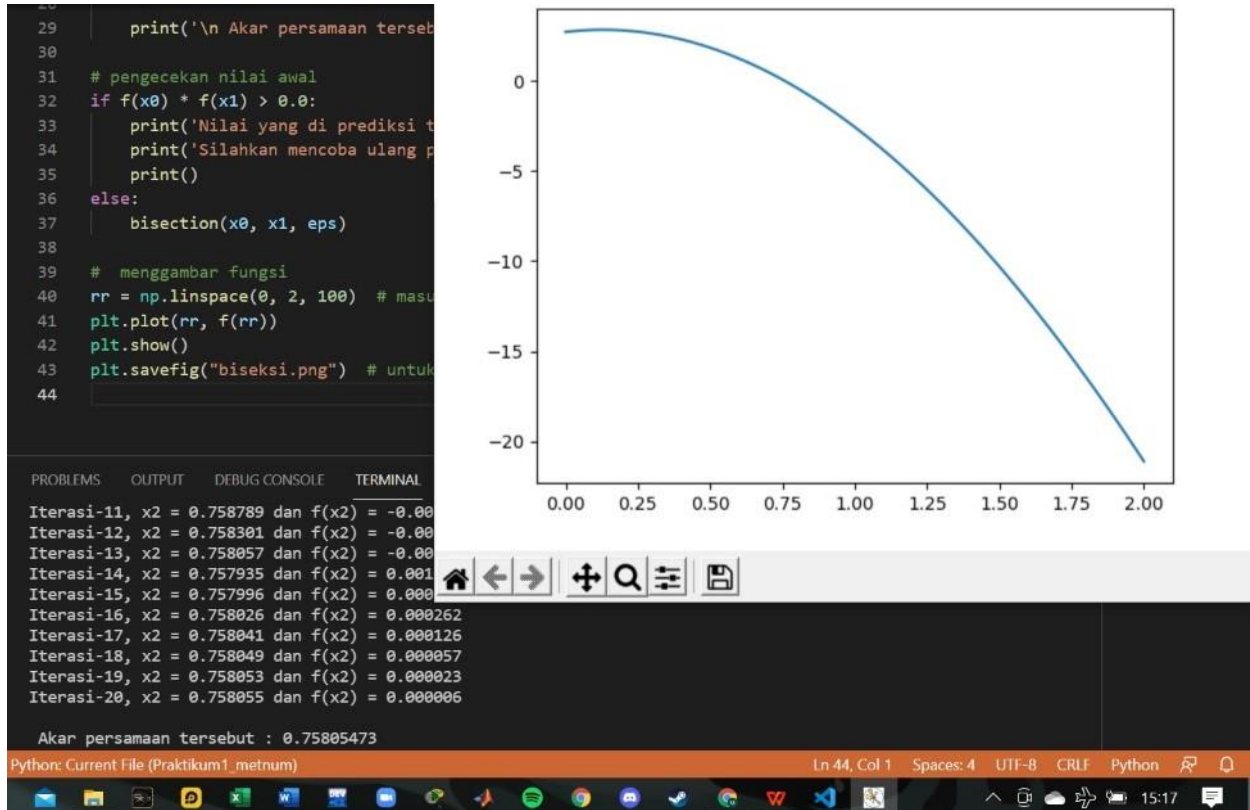 29 print('\n Akar persamaan terseb
30
31 # pengecekan nilai awal
32 if f(x0) * f(x1) > 0.0:
33 print('Nilai yang di prediksi t
34 print('Silahkan mencoba ulang p
35 print()
36 else:
37 bisection(x0, x1, eps)
38
39 # menggambar fungsi
40 rr = np.linspace(0, 2, 100) # masu
41 plt.plot(rr, f(rr))
42 plt.show()
43 plt.savefig("biseksi.png") # untuk
44
0
−5
−10
−15
−20
0.00 0.25 0.50 0.75 1.00 1.25 1.50 1.75 2.00
PROBLEMS OUTPUT DEBUG CONSOLE TERMINAL
Iterasi-11, x2 = 0.758789 dan f(x2) = -0.00
Iterasi-12, x2 = 0.758301 dan f(x2) = -0.00
Iterasi-13, x2 = 0.758057 dan f(x2) = -0.00
Iterasi-14, x2 = 0.757935 dan f(x2) = 0.001
Iterasi-15, x2 = 0.757996 dan f(x2) = 0.000
Iterasi-16, x2 = 0.758026 dan f(x2) = 0.000262
Iterasi-17, x2 = 0.758041 dan f(x2) = 0.000126
Iterasi-18, x2 = 0.758049 dan f(x2) = 0.000057
Iterasi-19, x2 = 0.758053 dan f(x2) = 0.000023
Iterasi-20, x2 = 0.758055 dan f(x2) = 0.000006
Akar persamaan tersebut : 0.75805473
Python: Current File (Praktikum1_metnum) Ln 44, Col 1 Spaces: 4 UTF-8 CRLF Python
15:17